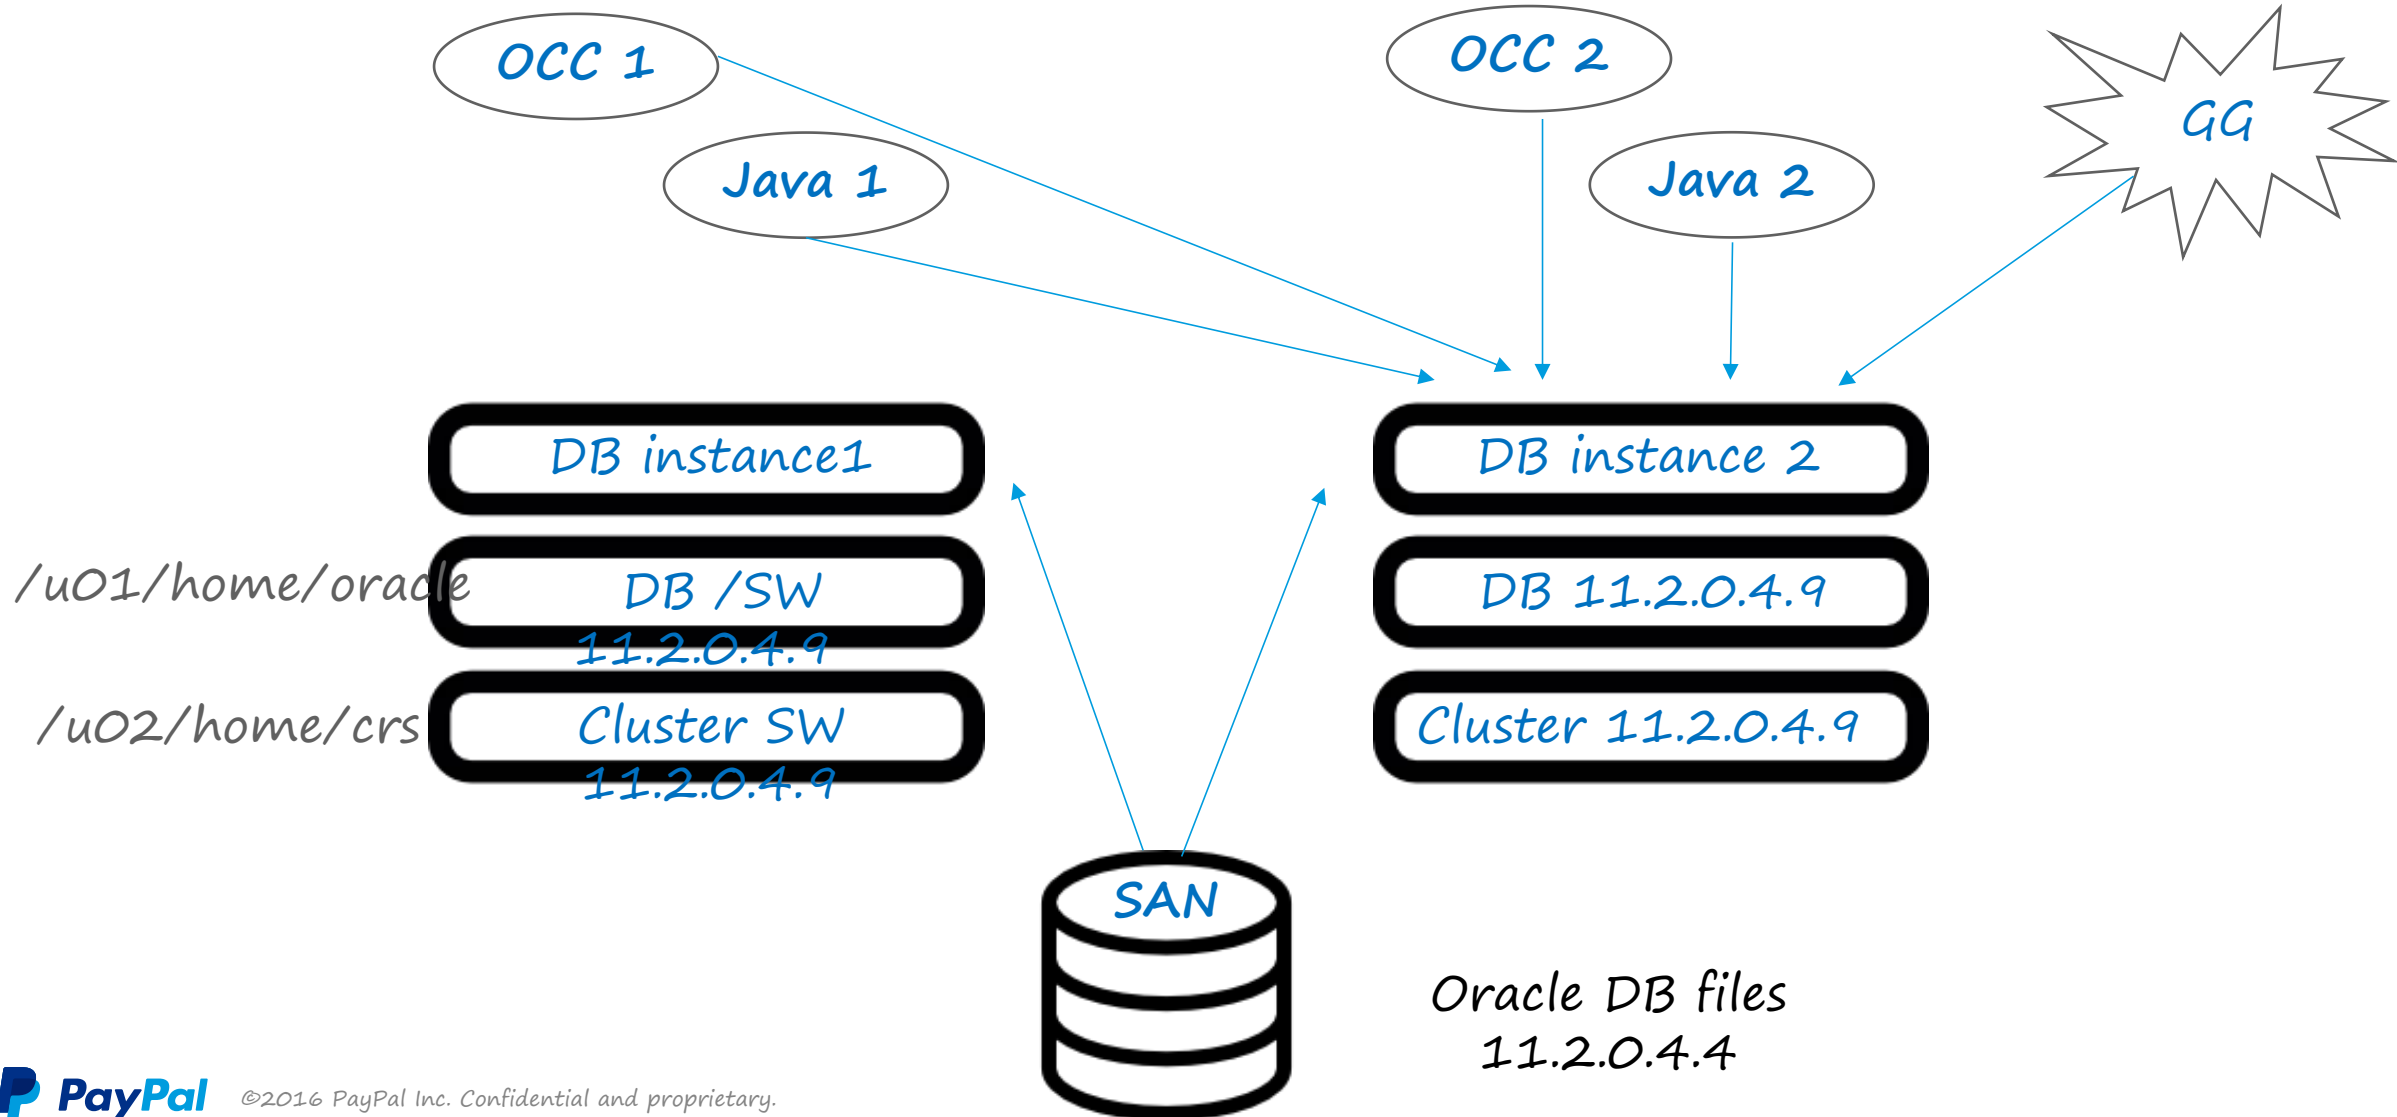 OCC 1
OCC 2
GG
Java 1
Java 2
DB instance1
DB instance 2
/u01/home/oracle
DB /SW
11.2.0.4.9
DB 11.2.0.4.9
/u02/home/crs
Cluster SW
11.2.0.4.9
Cluster 11.2.0.4.9
SAN
Oracle DB files
11.2.0.4.4
PayPal
©2016 PayPal Inc. Confidential and proprietary.